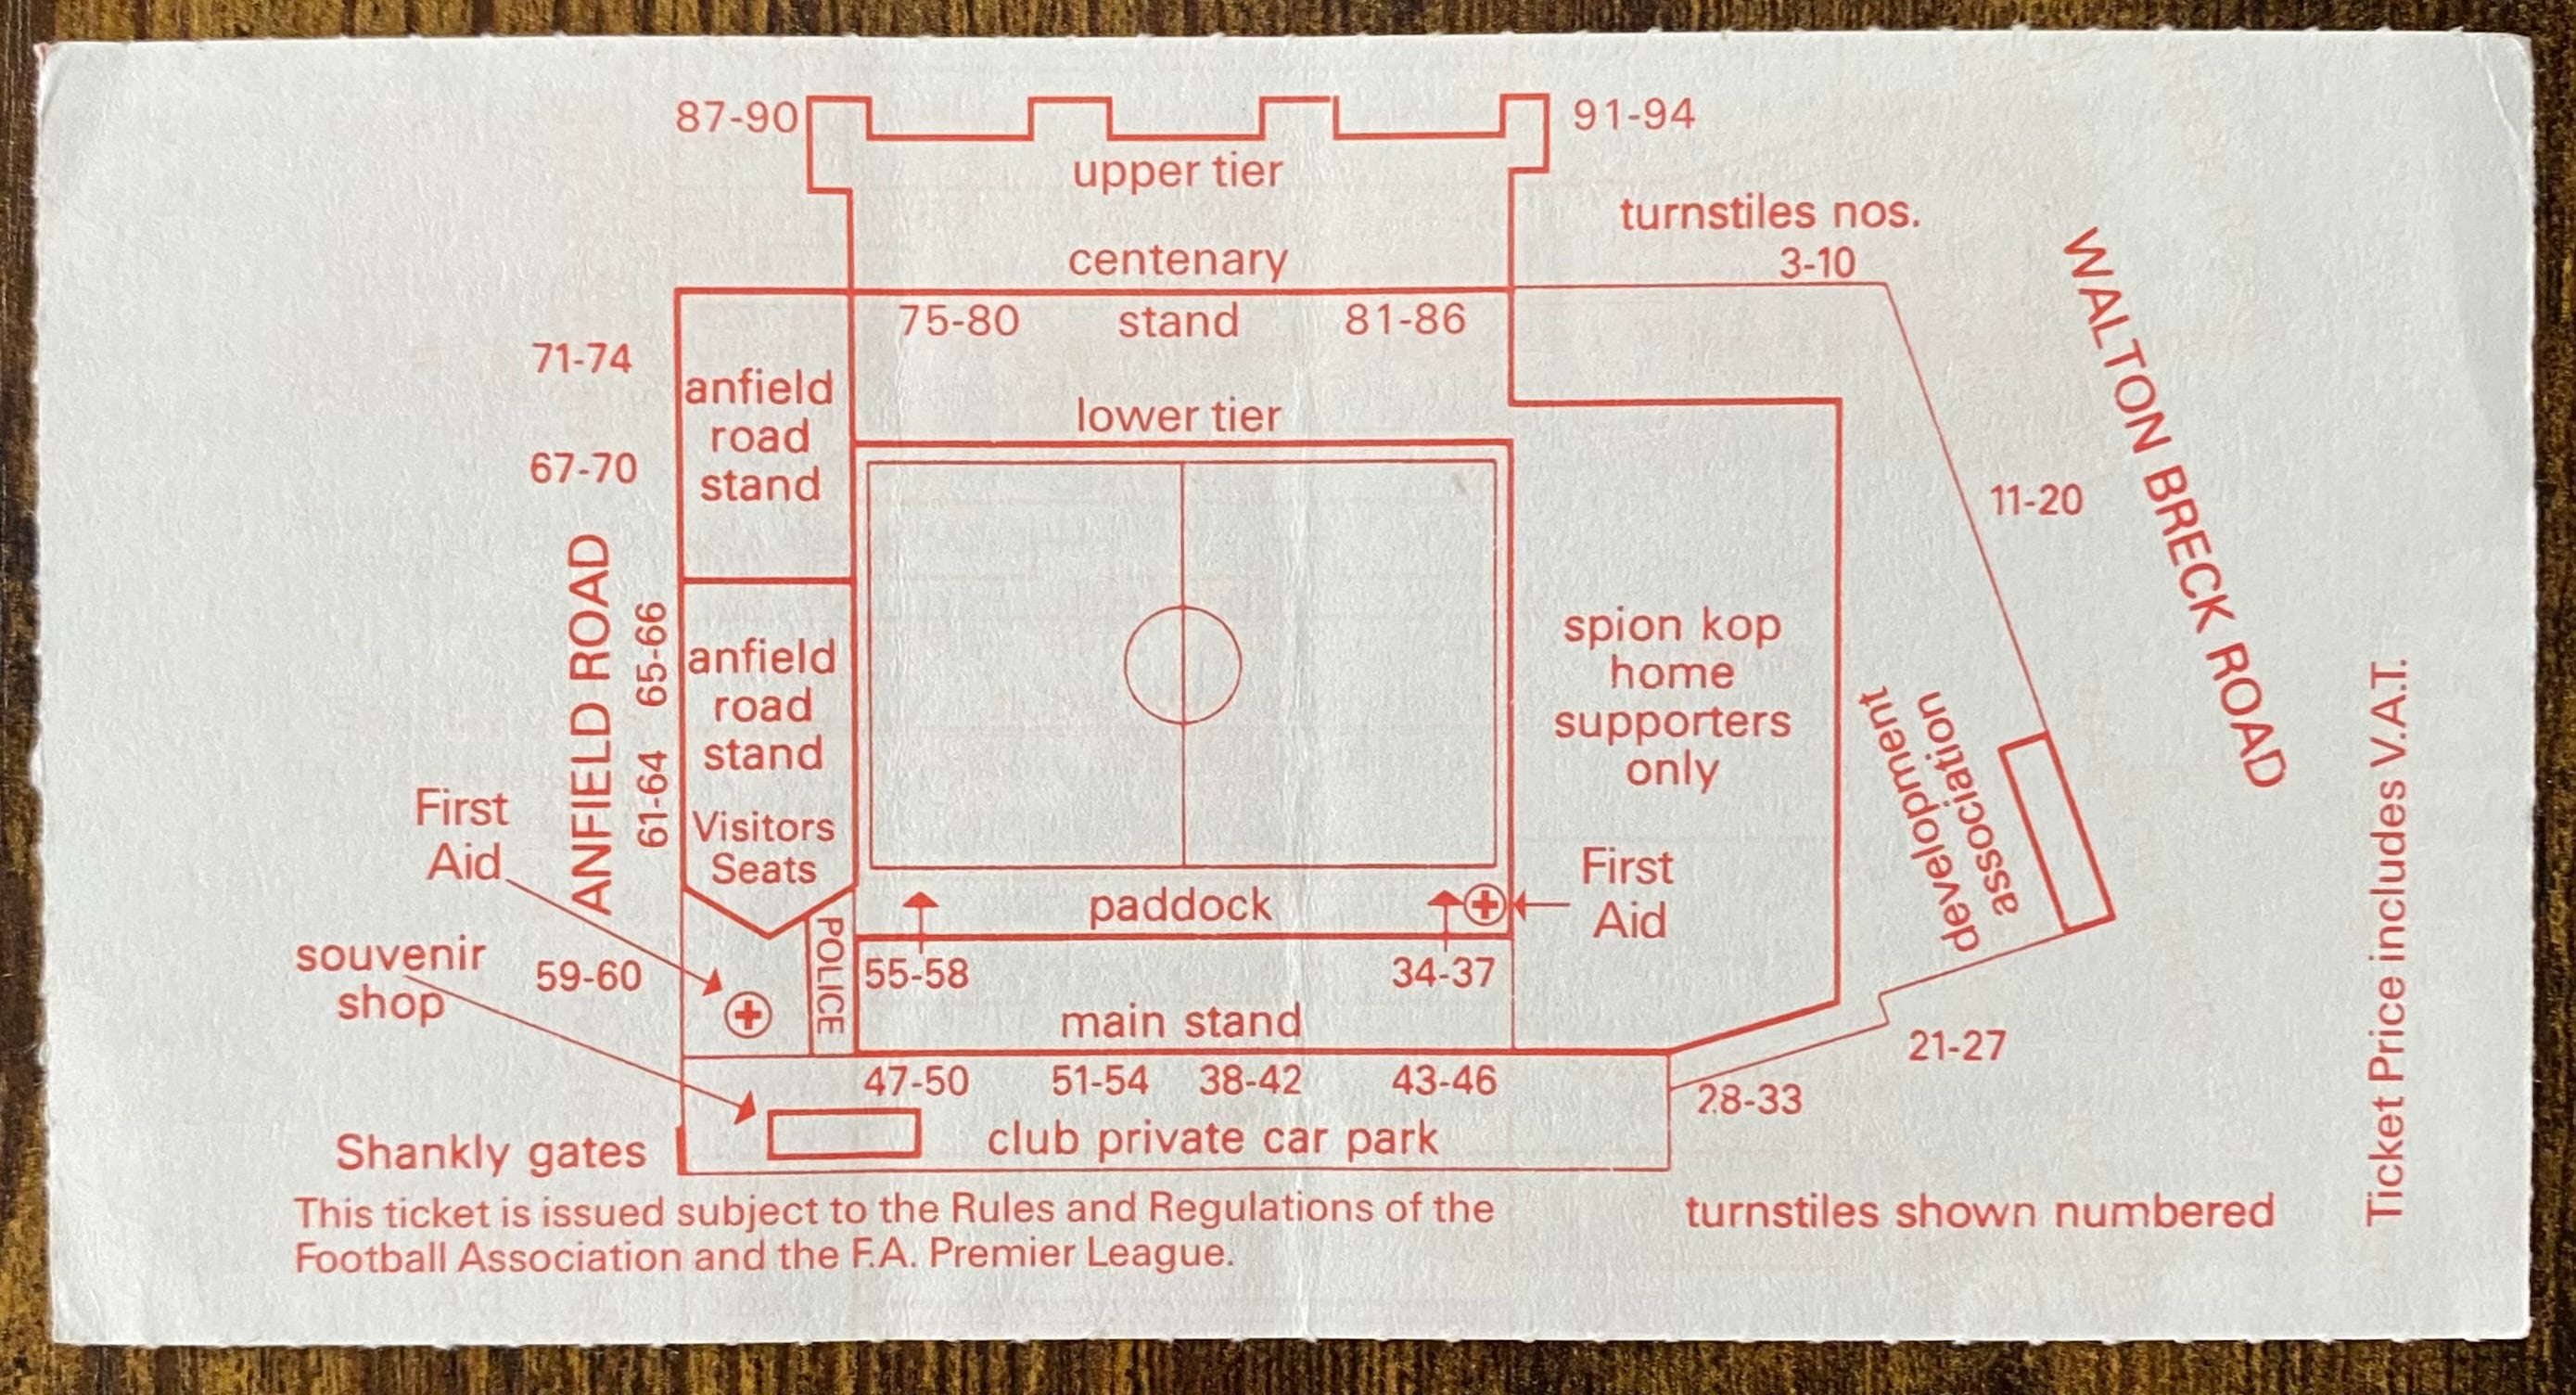 87-90
91-94
upper tier
turnstiles nos.
3-10
centenary
stand
75-80
81-86
lower tier
71-74
67-70
anfield
road
stand
ANFIELD ROAD
65-66
61-64
anfield
road
stand
Visitors
Seats
WALTON BRECK ROAD
11-20
spion kop
home
supporters
only
development
association
First
Aid
First
Aid
paddock
POLICE
55-58
34-37
souvenir
shop
59-60
main stand
47-50
51-54
38-42
43-46
21-27
28-33
club private car park
Shankly gates
This ticket is issued subject to the Rules and Regulations of the
Football Association and the F.A. Premier League.
turnstiles shown numbered
Ticket Price includes V.A.T.